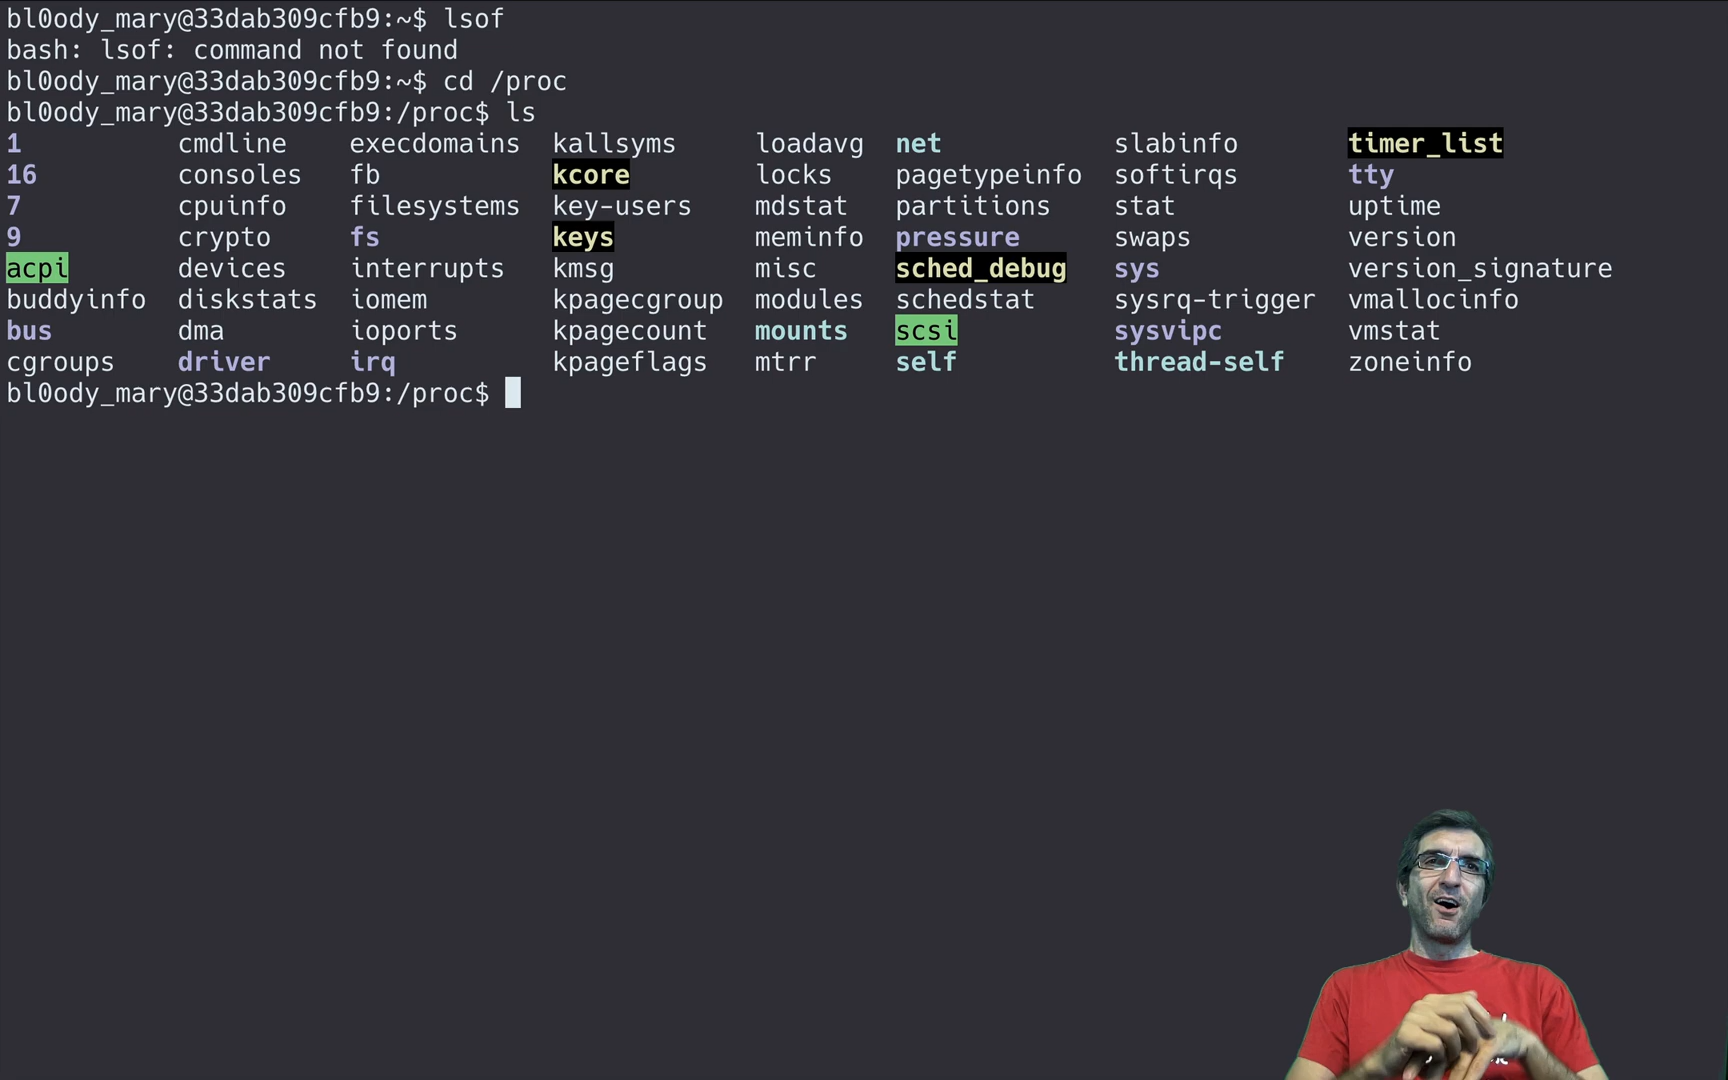 bl0ody_mary@33dab309cfb9:~$ lsof
bash: lsof: command not found
bl0ody_mary@33dab309cfb9:~$ cd /proc
bl0ody_mary@33dab309cfb9:/proc$ ls
1 cmdline execdomains kallsyms loadavg net slabinfo timer_list
16 consoles fb kcore locks pagetypeinfo softirqs tty
7 cpuinfo filesystems key-users mdstat partitions stat uptime
9 crypto fs keys meminfo pressure swaps version
acpi devices interrupts kmsg misc sched_debug sys version_signature
buddyinfo diskstats iomem kpagecgroup modules schedstat sysrq-trigger vmallocinfo
bus dma ioports kpagecount mounts scsi sysvipc vmstat
cgroups driver irq kpageflags mtrr self thread-self zoneinfo
bl0ody_mary@33dab309cfb9:/proc$